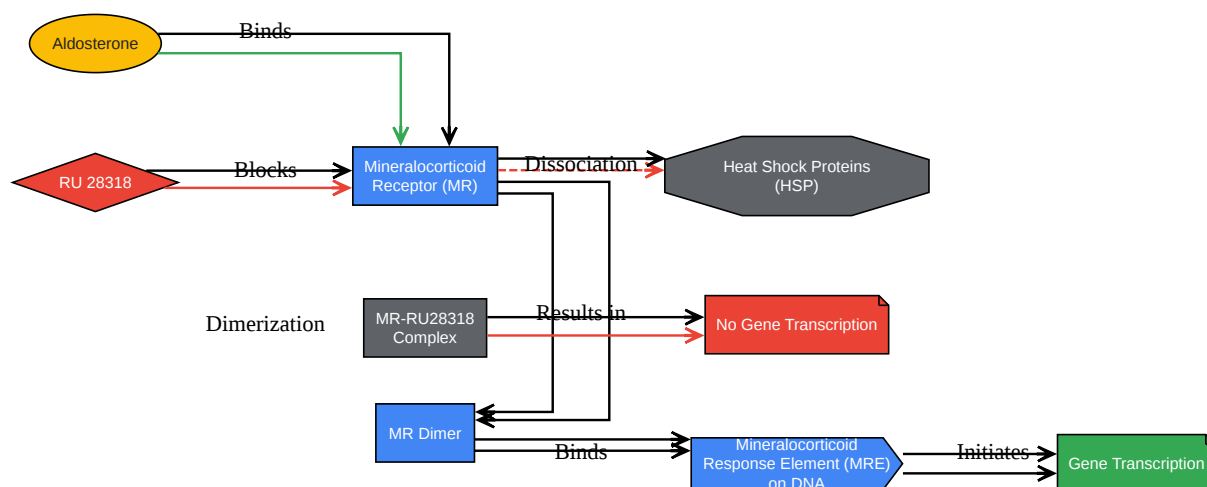 Binds
Aldosterone
Blocks
RU 28318
Mineralocorticoid
Receptor (MR)
Dissociation
Heat Shock Proteins
(HSP)
Dimerization
MR-RU28318
Complex
Results in
No Gene Transcription
MR Dimer
Binds
Mineralocorticoid
Response Element (MRE)
on DNA
Initiates
Gene Transcription